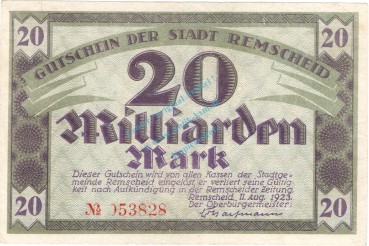 20 20
GUTSCHEIN DER STADT REMSCHEID
20
Milliarden
Mark
Dieser Gutschein wird von allen Kassen der Stadtge-
meinde Remscheid eingelöst er verliert seine Gültig-
keit nach Aufkündigung in der Remscheider Zeitung.
Remscheid, 11. Aug. 1923.
Der Oberbürgermeister:
№ 053828
20 20